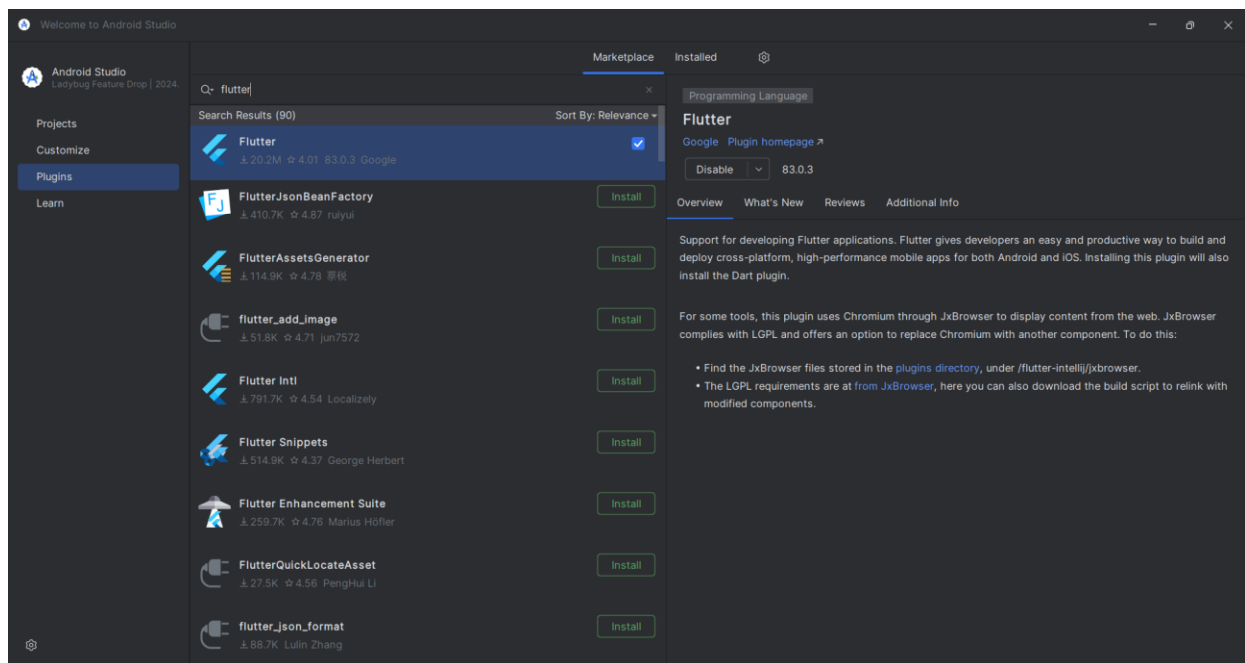 Welcome to Android Studio
Android Studio
Ladybug Feature Drop | 2024.
Projects
Customize
Plugins
Learn
Marketplace Installed
flutter
Search Results (90) Sort By: Relevance
Flutter
20.2M 4.01 83.0.3 Google
FlutterJsonBeanFactory Install
410.7K 4.87 ruiyui
FlutterAssetsGenerator Install
114.9K 4.78
flutter_add_image Install
51.8K 4.71 jun7572
Flutter Intl Install
791.7K 4.54 Localizely
Flutter Snippets Install
514.9K 4.37 George Herbert
Flutter Enhancement Suite Install
259.7K 4.76 Marius Höfler
FlutterQuickLocateAsset Install
27.5K 4.56 PengHui Li
flutter_json_format Install
88.7K Lulin Zhang
Programming Language
Flutter
Google Plugin homepage ↗
Disable 83.0.3
Overview What's New Reviews Additional Info
Support for developing Flutter applications. Flutter gives developers an easy and productive way to build and
deploy cross-platform, high-performance mobile apps for both Android and iOS. Installing this plugin will also
install the Dart plugin.
For some tools, this plugin uses Chromium through JxBrowser to display content from the web. JxBrowser
complies with LGPL and offers an option to replace Chromium with another component. To do this:
• Find the JxBrowser files stored in the plugins directory, under /flutter-intellij/jxbrowser.
• The LGPL requirements are at from JxBrowser, here you can also download the build script to relink with
modified components.